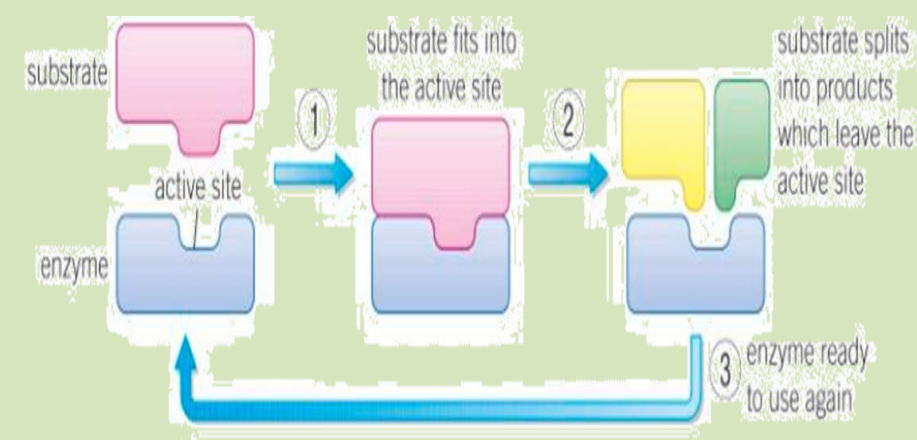 substrate
active site
enzyme
1
substrate fits into
the active site
2
substrate splits
into products
which leave the
active site
3
enzyme ready
to use again